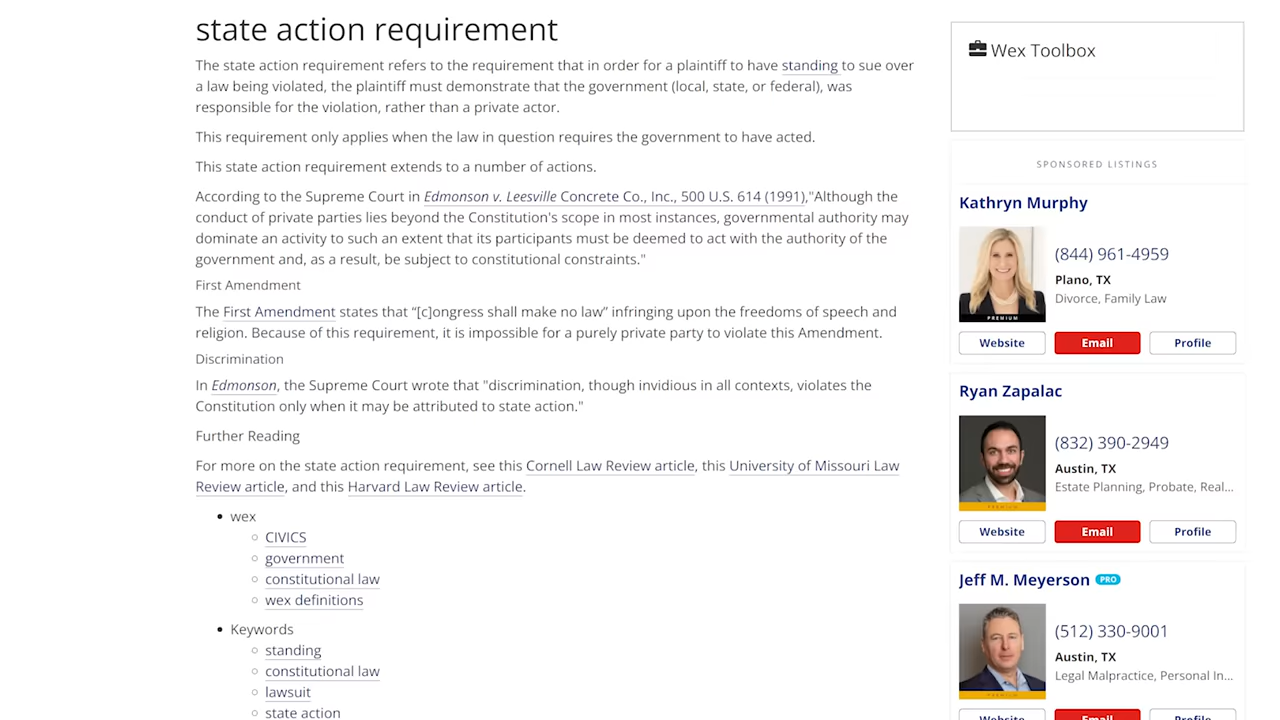 state action requirement
The state action requirement refers to the requirement that in order for a plaintiff to have standing to sue over
a law being violated, the plaintiff must demonstrate that the government (local, state, or federal), was
responsible for the violation, rather than a private actor.
This requirement only applies when the law in question requires the government to have acted.
This state action requirement extends to a number of actions.
According to the Supreme Court in Edmonson v. Leesville Concrete Co., Inc., 500 U.S. 614 (1991),"Although the
conduct of private parties lies beyond the Constitution's scope in most instances, governmental authority may
dominate an activity to such an extent that its participants must be deemed to act with the authority of the
government and, as a result, be subject to constitutional constraints."
First Amendment
The First Amendment states that “[c]ongress shall make no law” infringing upon the freedoms of speech and
religion. Because of this requirement, it is impossible for a purely private party to violate this Amendment.
Discrimination
In Edmonson, the Supreme Court wrote that "discrimination, though invidious in all contexts, violates the
Constitution only when it may be attributed to state action."
Further Reading
For more on the state action requirement, see this Cornell Law Review article, this University of Missouri Law
Review article, and this Harvard Law Review article.
wex
CIVICS
government
constitutional law
wex definitions
Keywords
standing
constitutional law
lawsuit
state action
Wex Toolbox
SPONSORED LISTINGS
Kathryn Murphy
(844) 961-4959
Plano, TX
Divorce, Family Law
PREMIUM
Website Email Profile
Ryan Zapalac
(832) 390-2949
Austin, TX
Estate Planning, Probate, Real...
PREMIUM
Website Email Profile
Jeff M. Meyerson PRO
(512) 330-9001
Austin, TX
Legal Malpractice, Personal In...
PREMIUM
Website Email Profile